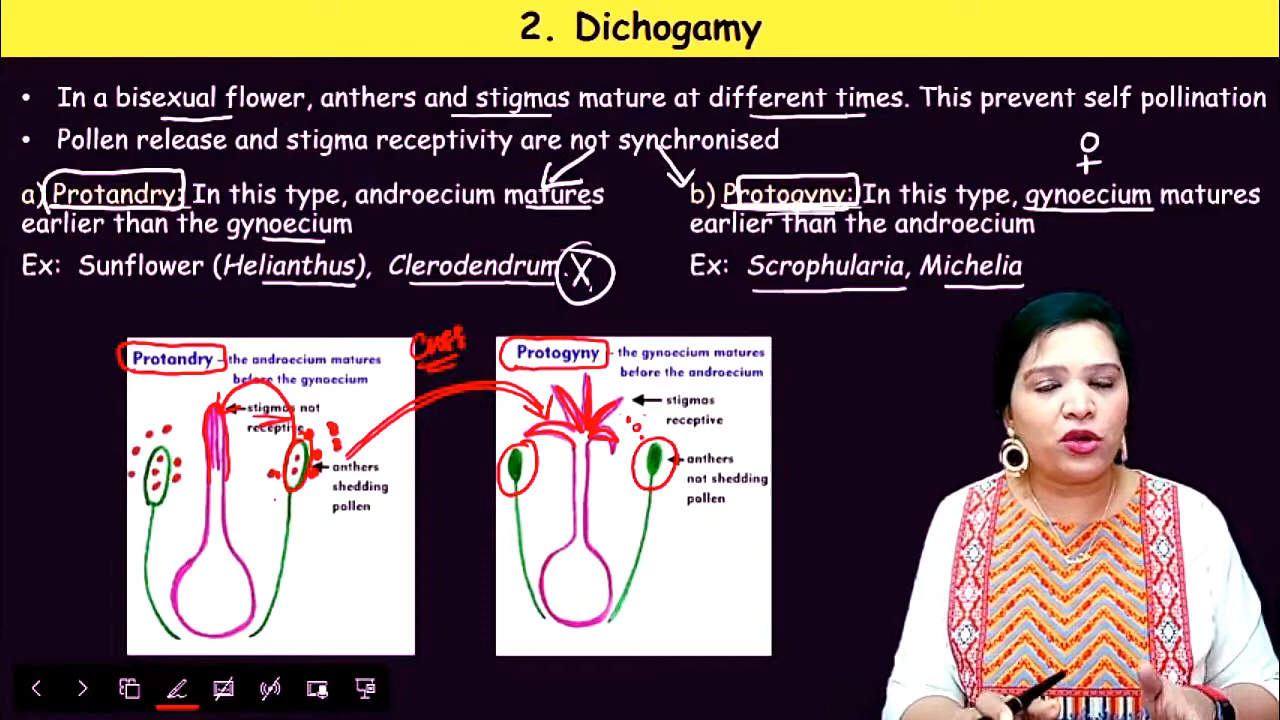 2. Dichogamy
• In a bisexual flower, anthers and stigmas mature at different times. This prevent self pollination
• Pollen release and stigma receptivity are not synchronised
a) Protandry: In this type, androecium matures
earlier than the gynoecium
Ex: Sunflower (Helianthus), Clerodendrum
b) Protogyny: In this type, gynoecium matures
earlier than the androecium
Ex: Scrophularia, Michelia
Protandry - the androecium matures
before the gynoecium
stigmas not
receptive
anthers
shedding
pollen
Protogyny - the gynoecium matures
before the androecium
stigmas
receptive
anthers
not shedding
pollen